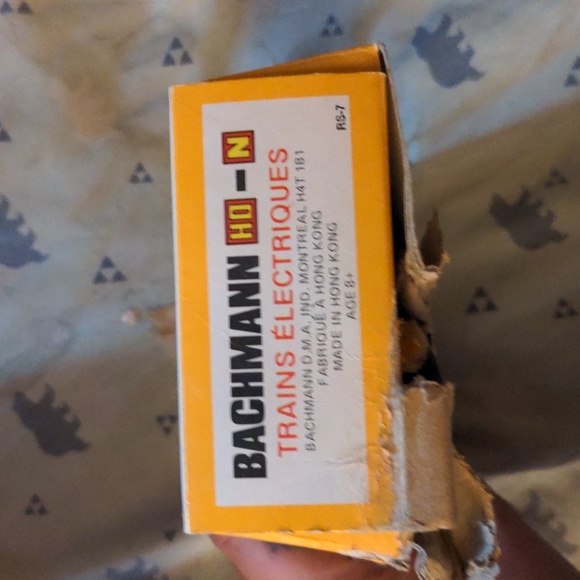 BACHMANN HO - N
TRAINS ÉLECTRIQUES
BACHMANN D.M.A. IND. MONTREAL H4T 1B1
FABRIQUÉ À HONG KONG
MADE IN HONG KONG
AGE 8+
RS-7